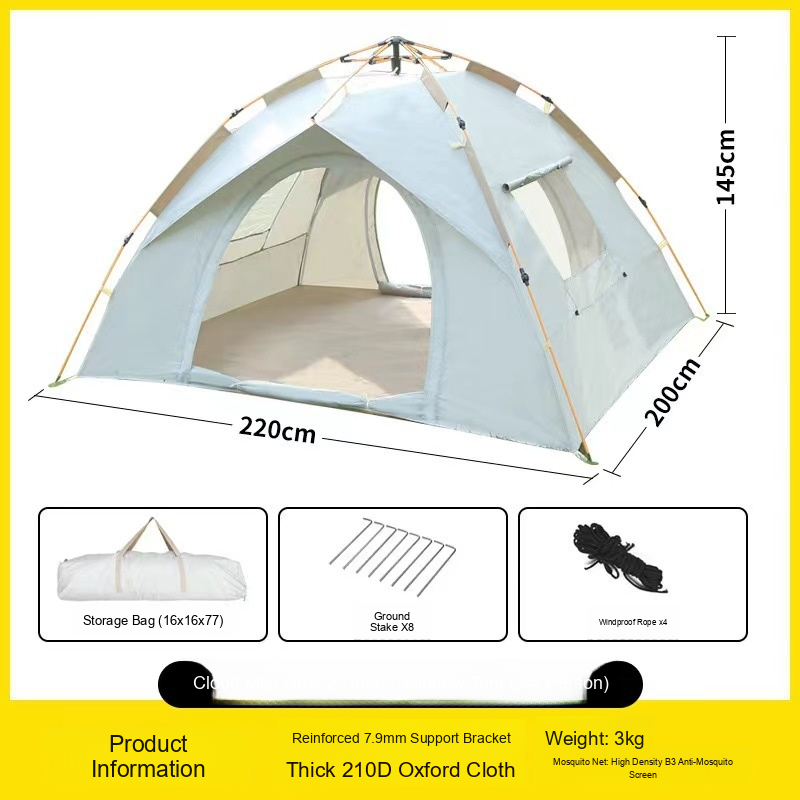 145cm
220cm
200cm
Storage Bag (16x16x77)
Ground
Stake X8
Windproof Rope x4
Product
Information
Reinforced 7.9mm Support Bracket
Thick 210D Oxford Cloth
Weight: 3kg
Mosquito Net: High Density B3 Anti-Mosquito
Screen